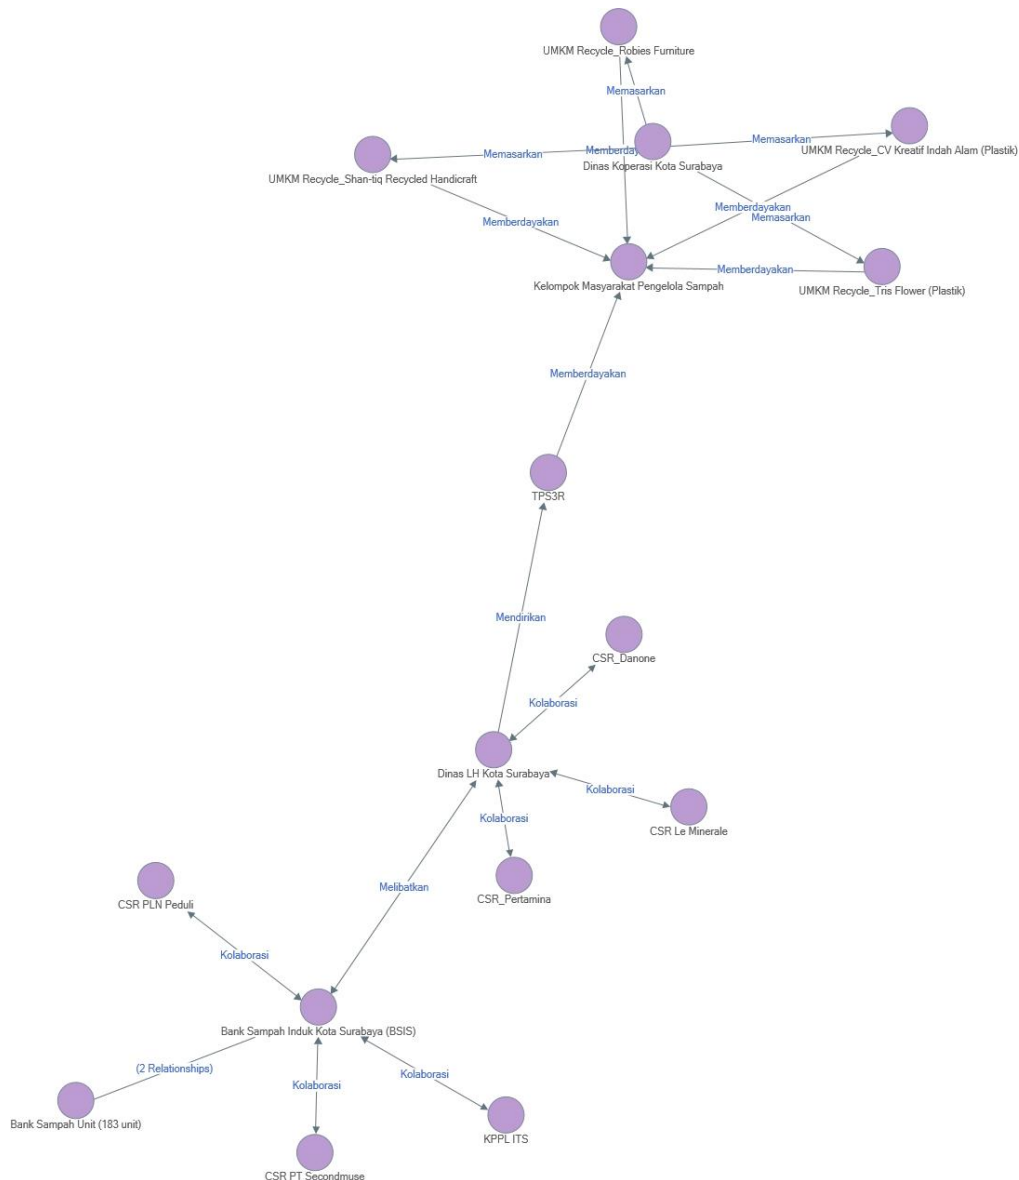 UMKM Recycle_Robies Furniture
Memasarkan
Memasarkan
Memasarkan
UMKM Recycle_CV Kreatif Indah Alam (Plastik)
Dinas Koperasi Kota Surabaya
UMKM Recycle_Shan-tiq Recycled Handicraft
Memberdayakan
Memasarkan
Memberdayakan
Memberdayakan
Kelompok Masyarakat Pengelola Sampah
UMKM Recycle_Tris Flower (Plastik)
Memberdayakan
TPS3R
Mendirikan
CSR_Danone
Kolaborasi
Dinas LH Kota Surabaya
Kolaborasi
Kolaborasi
CSR Le Minerale
Melibatkan
CSR_Pertamina
CSR PLN Peduli
Kolaborasi
Bank Sampah Induk Kota Surabaya (BSIS)
(2 Relationships)
Kolaborasi
Kolaborasi
Bank Sampah Unit (183 unit)
KPPL ITS
CSR PT Secondmuse